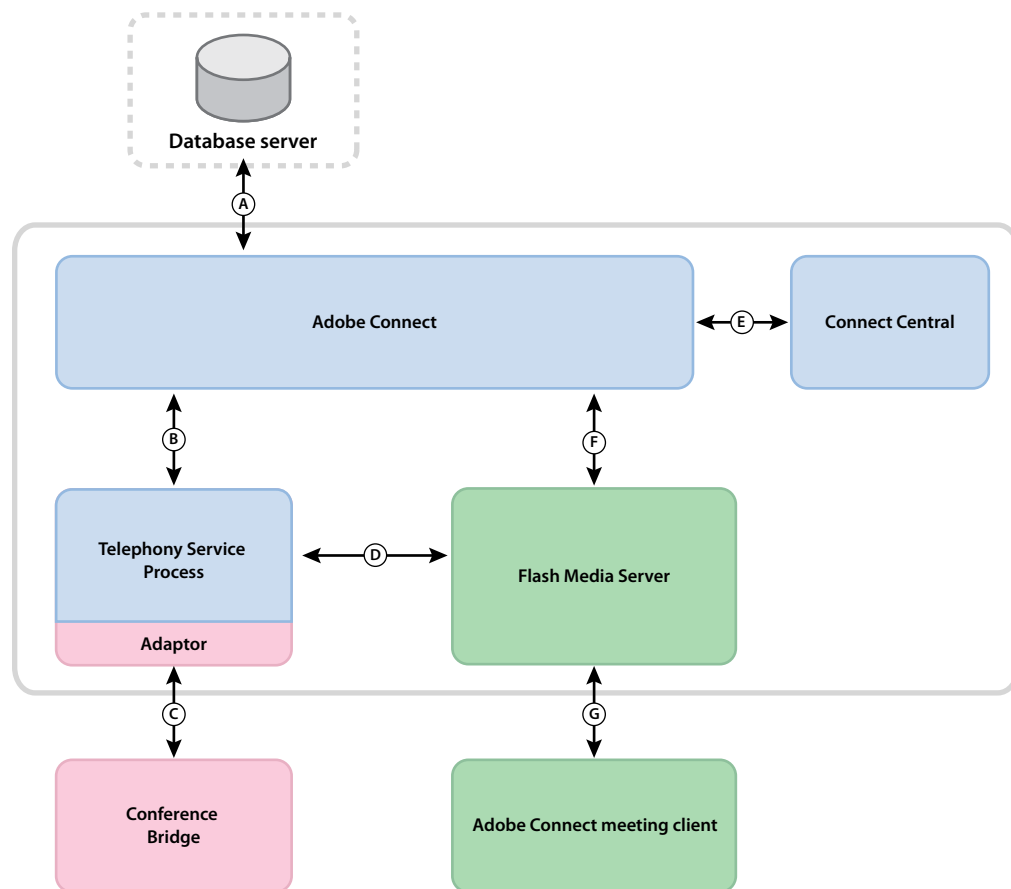 Database server
A
Adobe Connect
E
Connect Central
B
F
Telephony Service
Process
D
Flash Media Server
Adaptor
C
G
Conference
Bridge
Adobe Connect meeting client